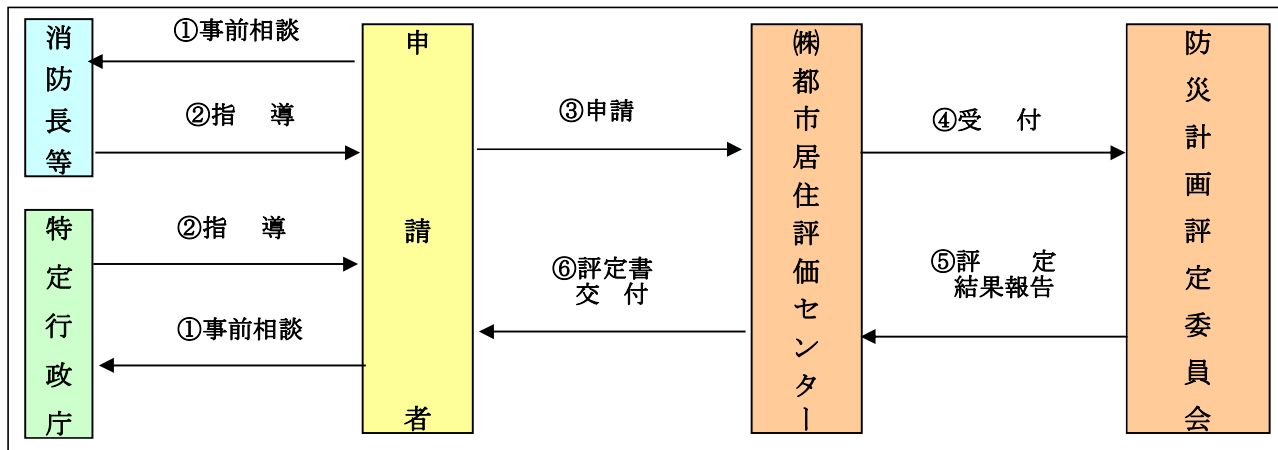 消防長等
特定行政庁
①事前相談
②指　導
②指　導
①事前相談
申請者
③申請
⑥評定書
交　付
㈱都市居住評価センター
④受　付
⑤評　　定
結果報告
防災計画評定委員会